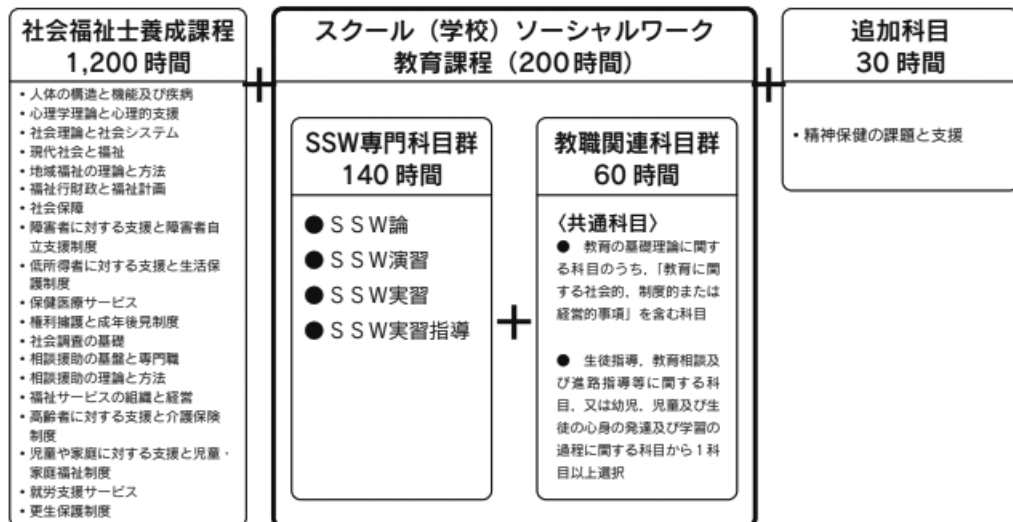 社会福祉士養成課程
1,200 時間
・人体の構造と機能及び疾病
・心理学理論と心理的支援
・社会理論と社会システム
・現代社会と福祉
・地域福祉の理論と方法
・福祉行財政と福祉計画
・社会保障
・障害者に対する支援と障害者自
立支援制度
・低所得者に対する支援と生活保
護制度
・保健医療サービス
・権利擁護と成年後見制度
・社会調査の基礎
・相談援助の基盤と専門職
・相談援助の理論と方法
・福祉サービスの組織と経営
・高齢者に対する支援と介護保険
制度
・児童や家庭に対する支援と児童・
家庭福祉制度
・就労支援サービス
・更生保護制度
+
スクール（学校）ソーシャルワーク
教育課程（200時間）
SSW専門科目群
140 時間
● ＳＳＷ論
● ＳＳＷ演習
● ＳＳＷ実習
● ＳＳＷ実習指導
+
教職関連科目群
60 時間
〈共通科目〉
● 教育の基礎理論に関す
る科目のうち，「教育に関
する社会的，制度的または
経営的事項」を含む科目
● 生徒指導，教育相談及
び進路指導等に関する科
目，又は幼児，児童及び生
徒の心身の発達及び学習の
過程に関する科目から１科
目以上選択
+
追加科目
30 時間
・精神保健の課題と支援